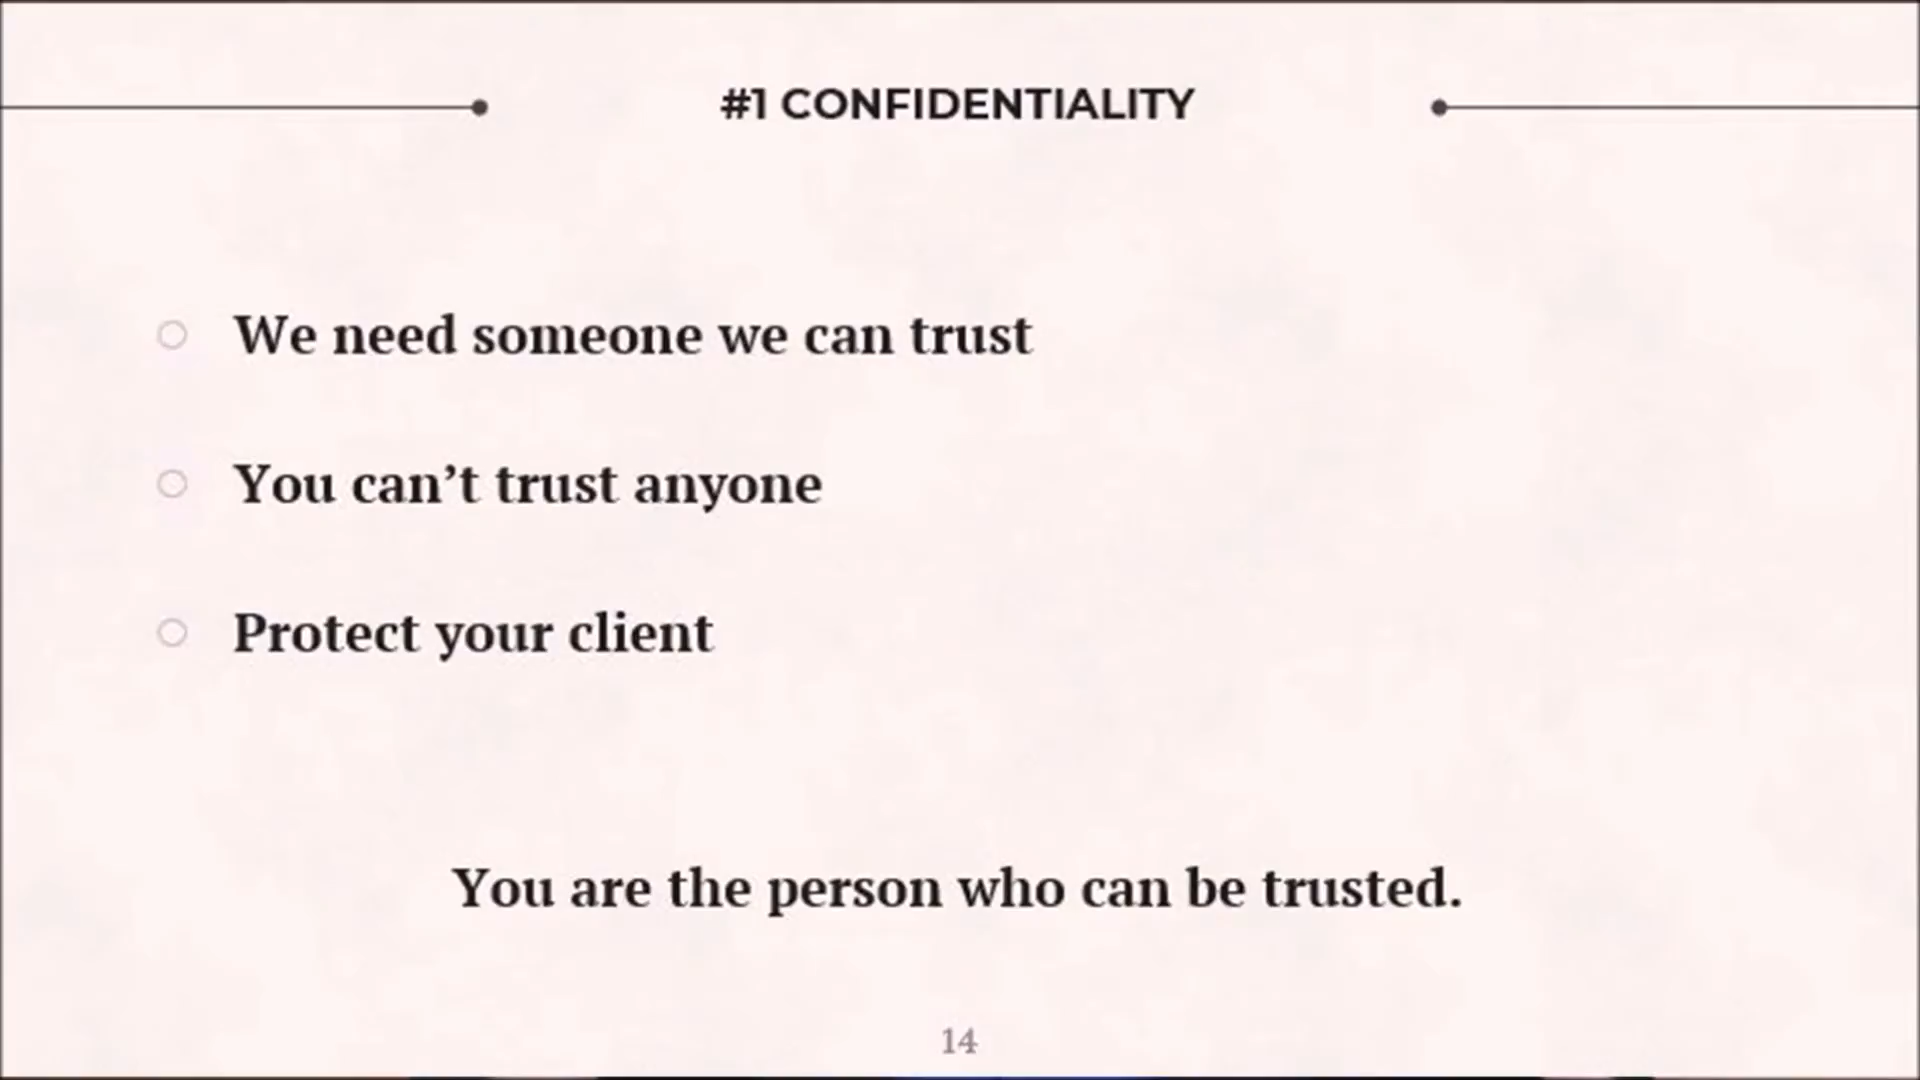 #1 CONFIDENTIALITY
We need someone we can trust
You can’t trust anyone
Protect your client
You are the person who can be trusted.
14